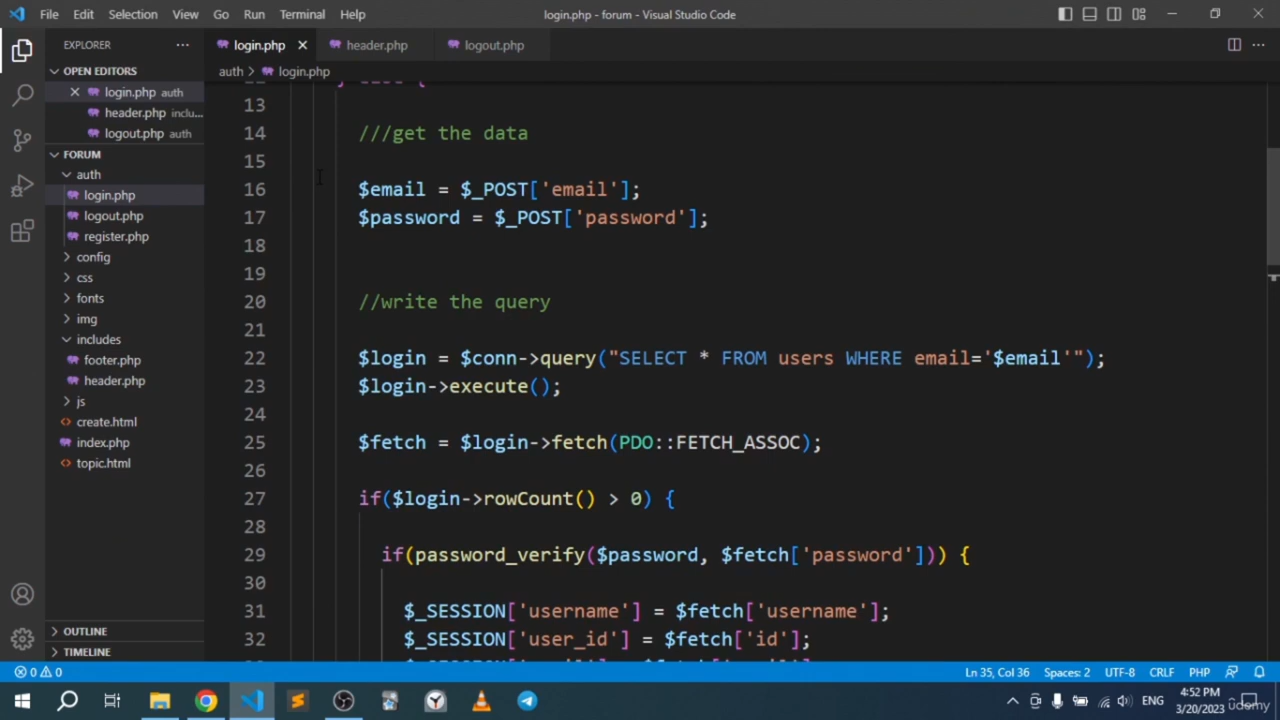 File Edit Selection View Go Run Terminal Help login.php - forum - Visual Studio Code
EXPLORER
login.php header.php logout.php
OPEN EDITORS
login.php auth
header.php inclu...
logout.php auth
FORUM
auth
login.php
logout.php
register.php
config
css
fonts
img
includes
footer.php
header.php
js
create.html
index.php
topic.html
OUTLINE
TIMELINE
auth > login.php
13
14 ///get the data
15
16 $email = $_POST['email'];
17 $password = $_POST['password'];
18
19
20 //write the query
21
22 $login = $conn->query("SELECT * FROM users WHERE email='$email'");
23 $login->execute();
24
25 $fetch = $login->fetch(PDO::FETCH_ASSOC);
26
27 if($login->rowCount() > 0) {
28
29 if(password_verify($password, $fetch['password'])) {
30
31 $_SESSION['username'] = $fetch['username'];
32 $_SESSION['user_id'] = $fetch['id'];
0 0 Ln 35, Col 36 Spaces: 2 UTF-8 CRLF PHP
ENG 4:52 PM
3/20/2023
udemy